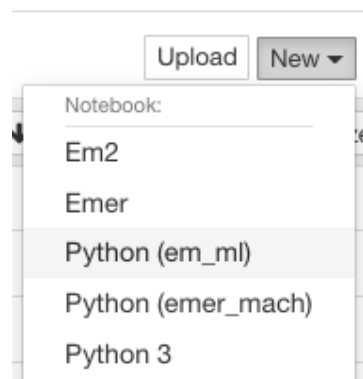 Upload New
Notebook:
Em2
Emer
Python (em_ml)
Python (emer_mach)
Python 3